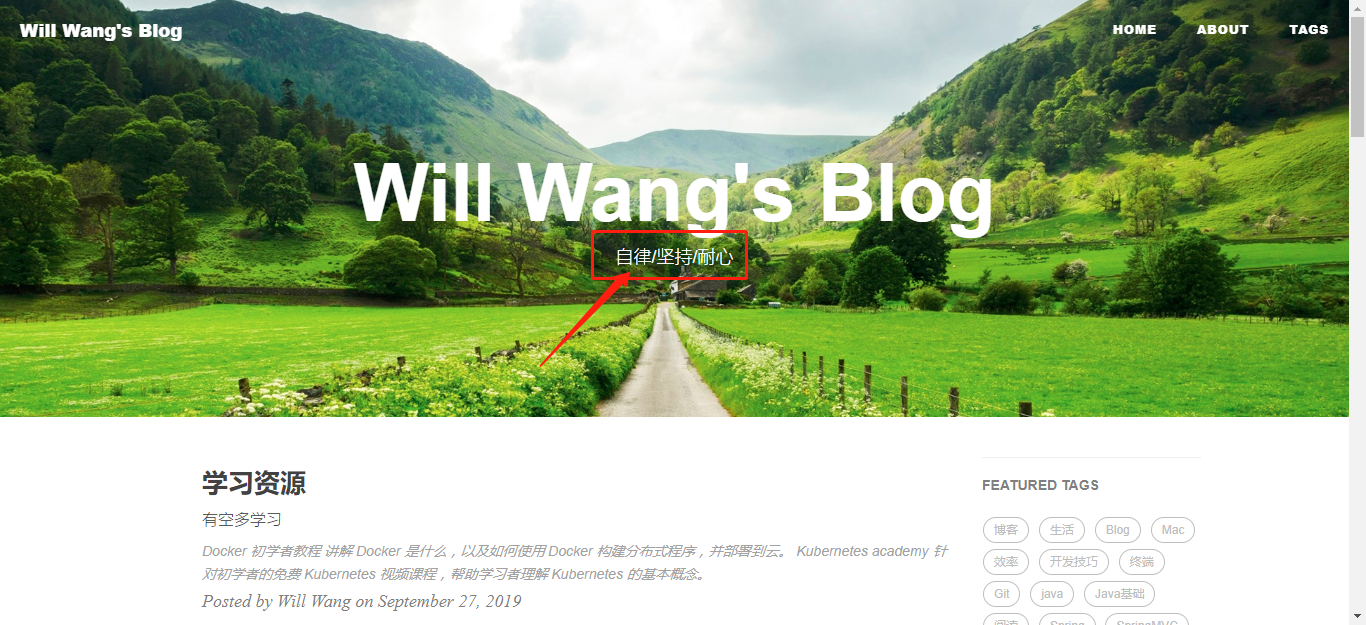 Will Wang's Blog
HOME ABOUT TAGS
Will Wang's Blog
自律/坚持/耐心
学习资源
有空多学习
Docker 初学者教程 讲解 Docker 是什么，以及如何使用 Docker 构建分布式程序，并部署到云。 Kubernetes academy 针
对初学者的免费 Kubernetes 视频课程，帮助学习者理解 Kubernetes 的基本概念。
Posted by Will Wang on September 27, 2019
FEATURED TAGS
博客 生活 Blog Mac
效率 开发技巧 终端
Git java Java基础
阅读 Spring SpringMVC